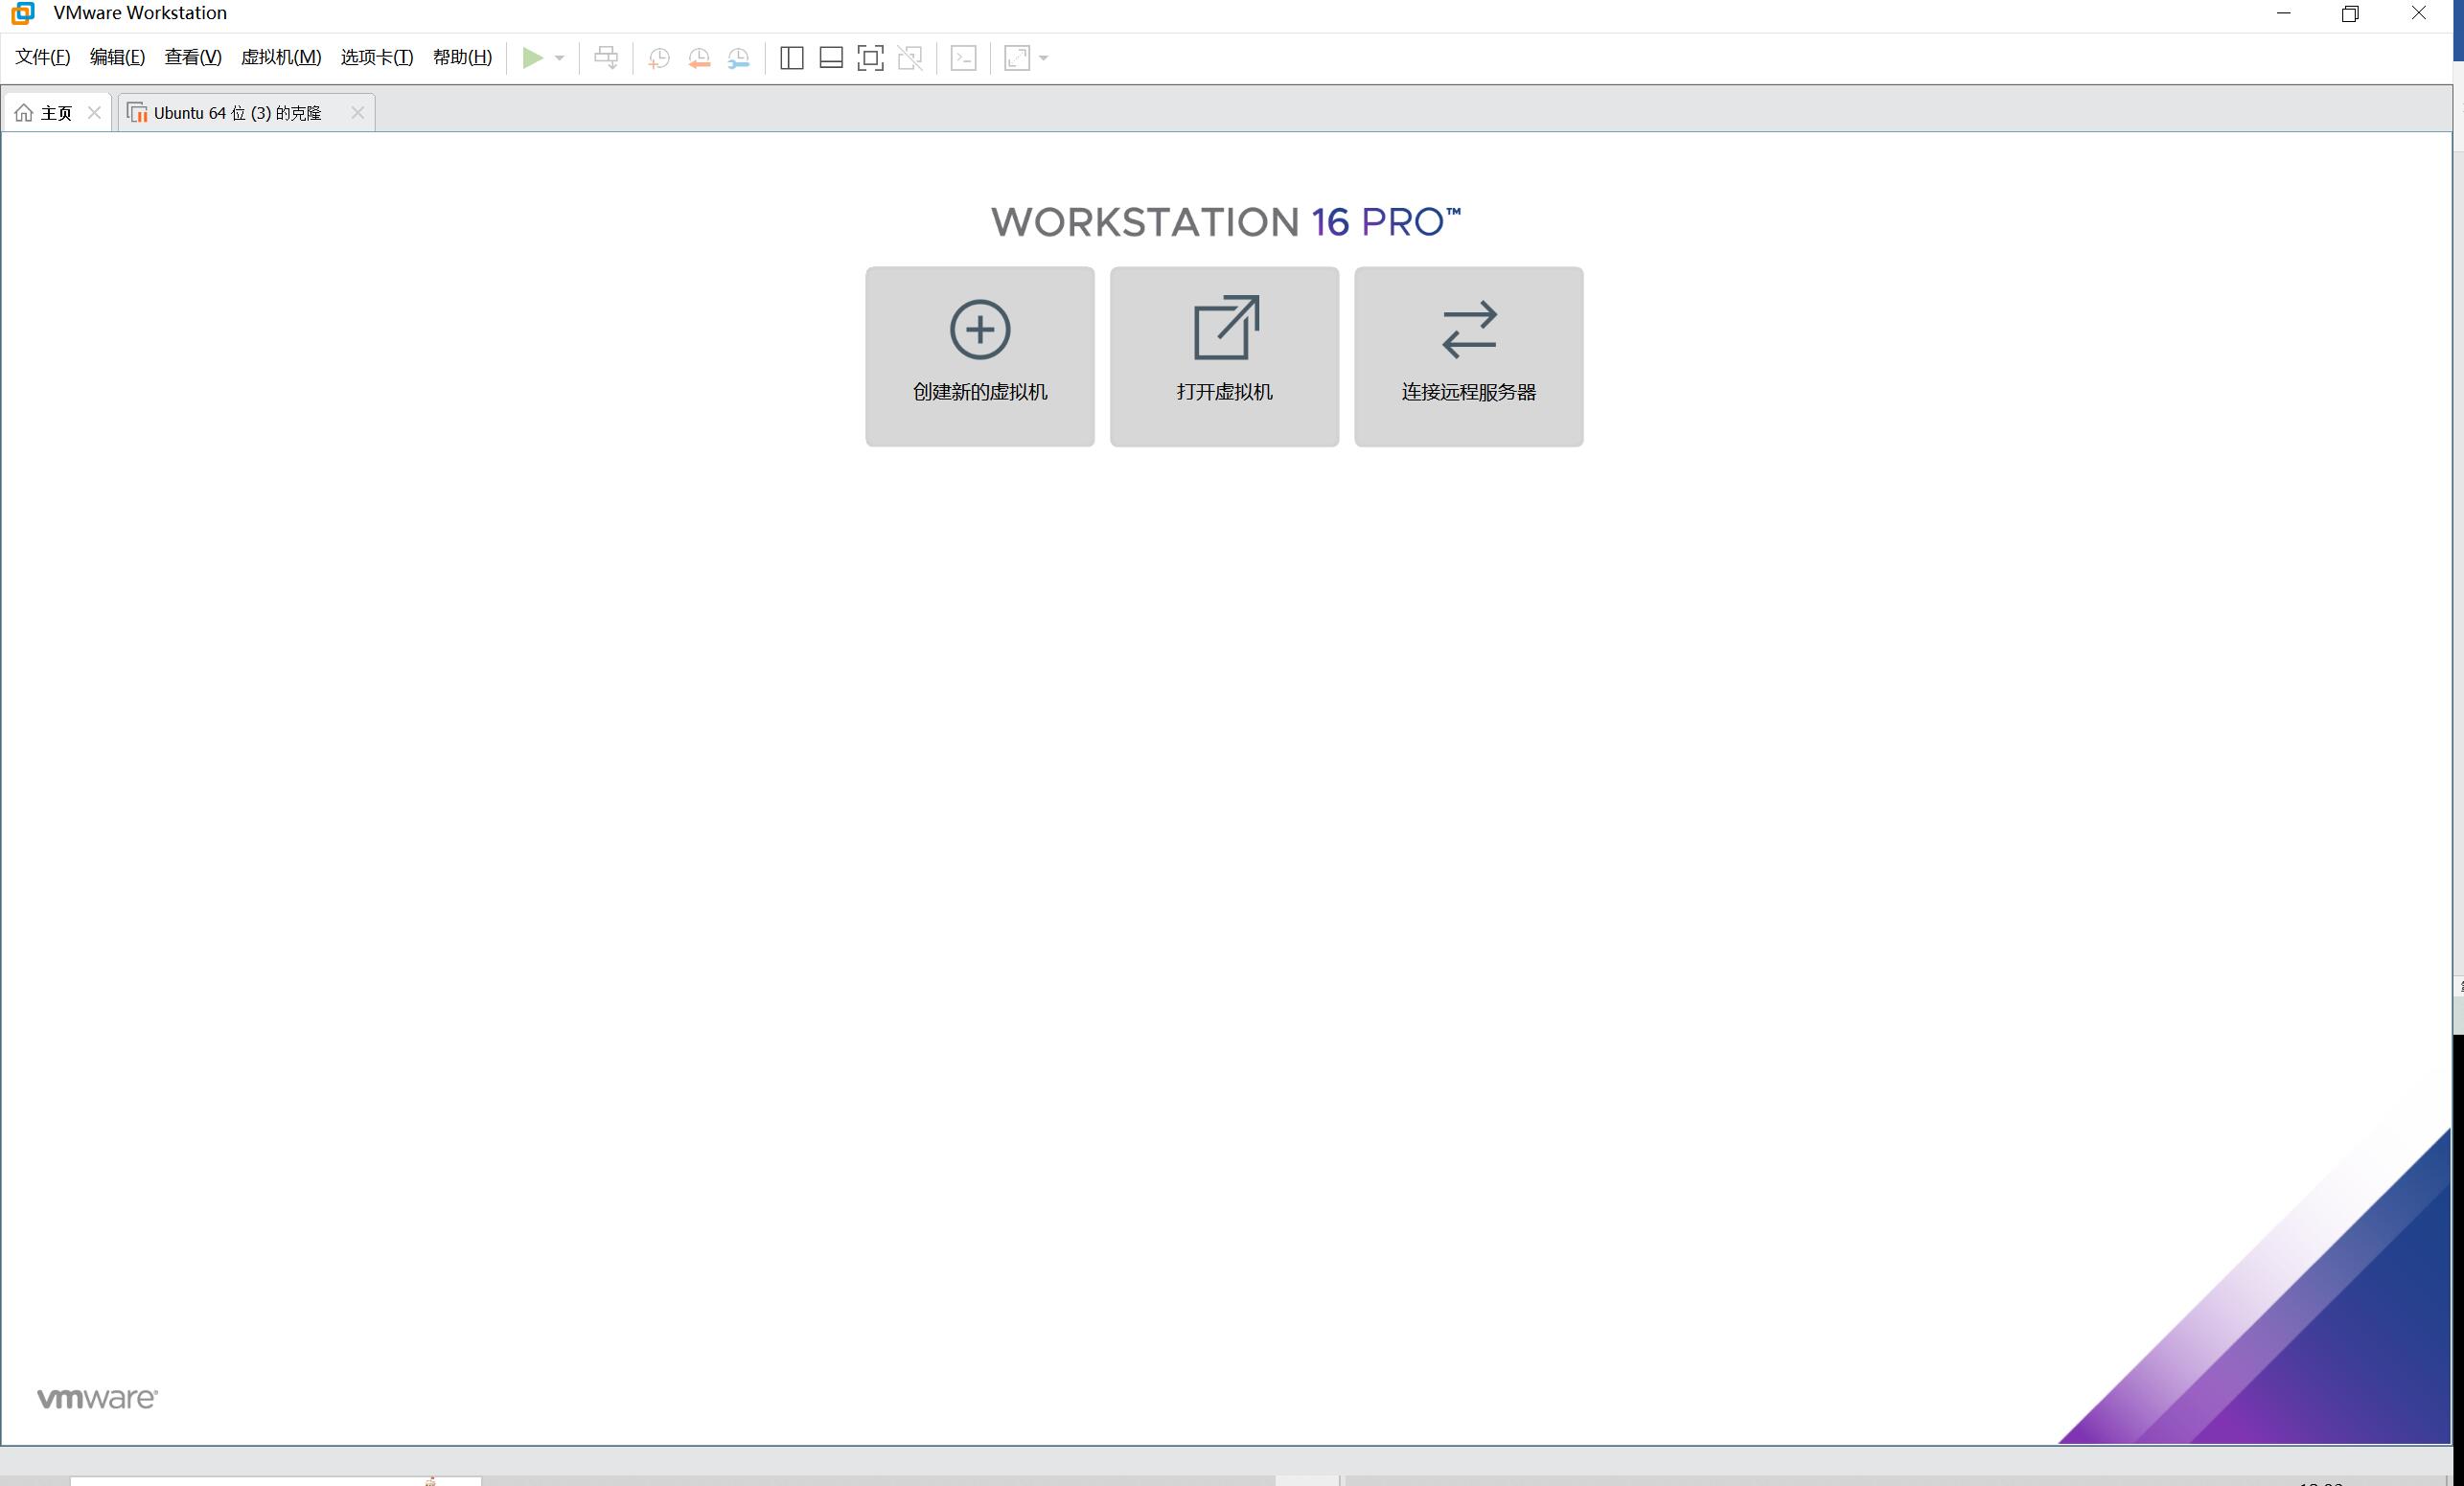 VMware Workstation
文件(F) 编辑(E) 查看(V) 虚拟机(M) 选项卡(T) 帮助(H)
主页 Ubuntu 64 位 (3) 的克隆
WORKSTATION 16 PRO™
创建新的虚拟机 打开虚拟机 连接远程服务器
vmware®